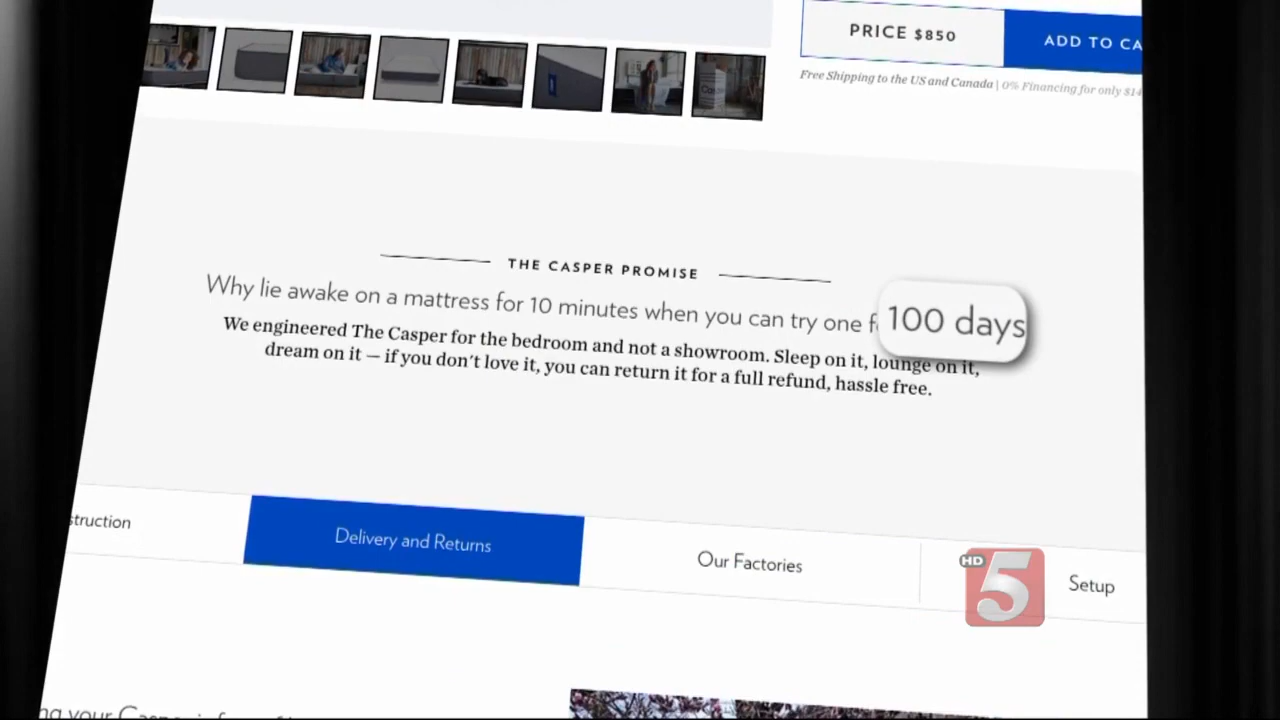 PRICE $850
ADD TO CA
Free Shipping to the US and Canada | 0% Financing for only $14
THE CASPER PROMISE
Why lie awake on a mattress for 10 minutes when you can try one f 100 days
We engineered The Casper for the bedroom and not a showroom. Sleep on it, lounge on it,
dream on it — if you don't love it, you can return it for a full refund, hassle free.
struction
Delivery and Returns
Our Factories
Setup
HD 5